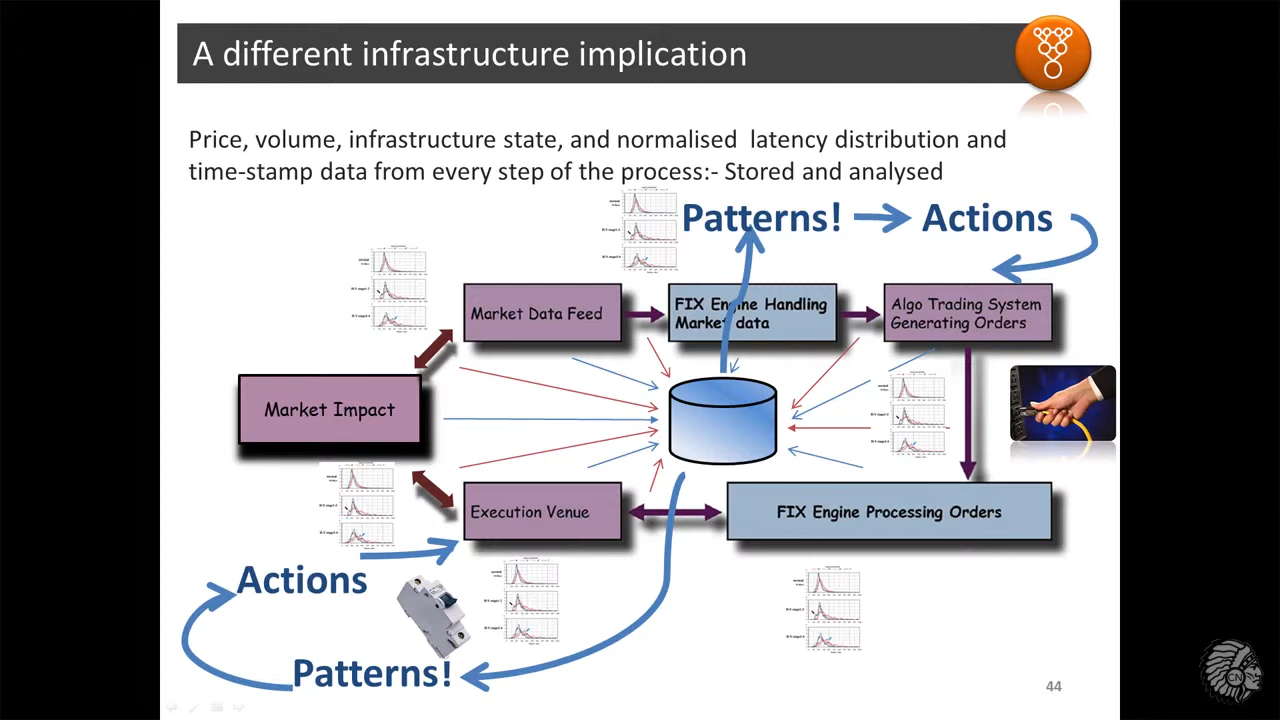 A different infrastructure implication
Price, volume, infrastructure state, and normalised latency distribution and
time-stamp data from every step of the process:- Stored and analysed
Patterns!
Actions
Market Data Feed
FIX Engine Handling
Market data
Algo Trading System
Generating Orders
Market Impact
Execution Venue
FIX Engine Processing Orders
Actions
Patterns!
44
CN